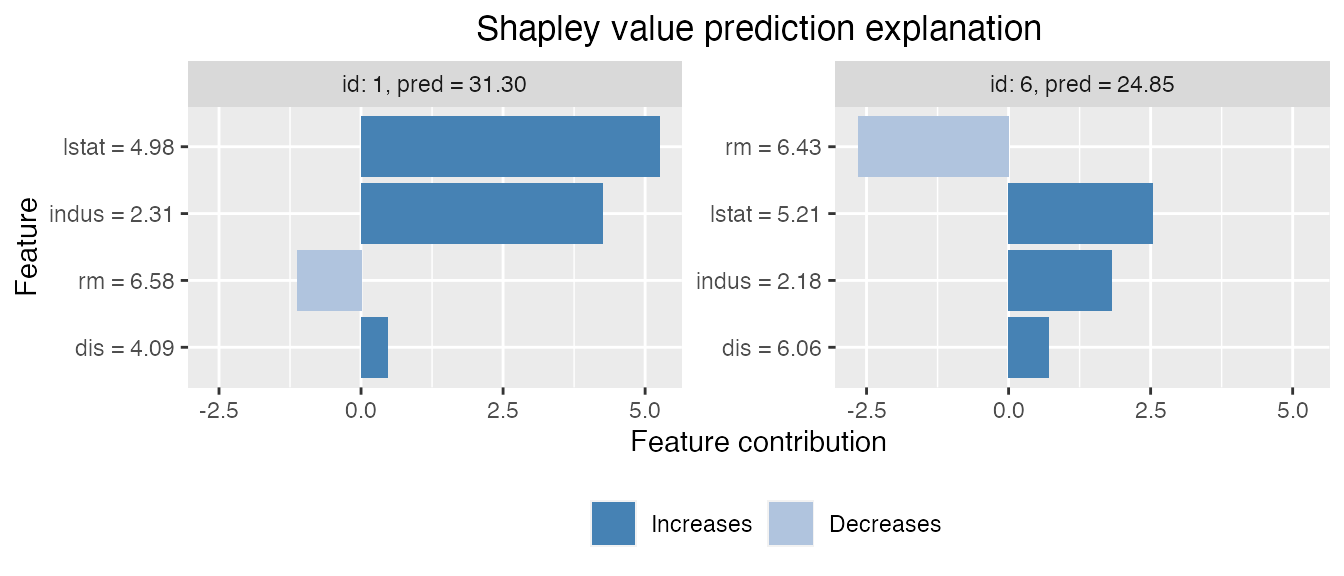 Shapley value prediction explanation
id: 1, pred = 31.30
id: 6, pred = 24.85
Feature
lstat = 4.98
indus = 2.31
rm = 6.58
dis = 4.09
rm = 6.43
lstat = 5.21
indus = 2.18
dis = 6.06
-2.5 0.0 2.5 5.0
-2.5 0.0 2.5 5.0
Feature contribution
Increases Decreases